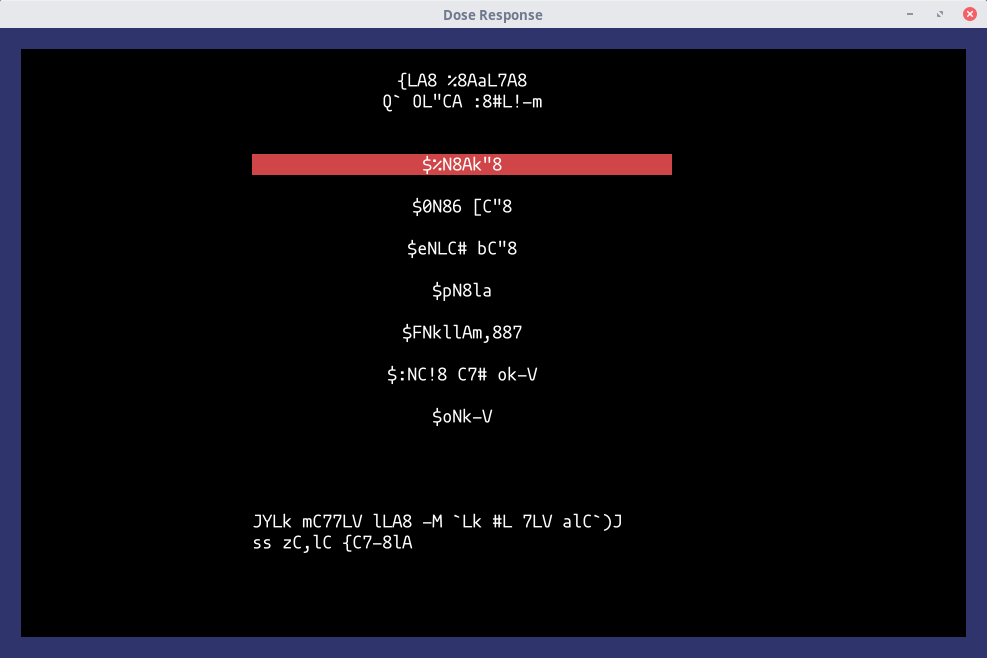 Dose Response
{LA8 %8AaL7A8
Q` OL"CA :8#L!-m
$%N8Ak"8
$0N86 [C"8
$eNLC# bC"8
$pN8la
$FNkllAm,887
$:NC!8 C7# ok-V
$oNk-V
JYLk mC77LV lLA8 -M `Lk #L 7LV alC`)J
ss zC,lC {C7-8lA